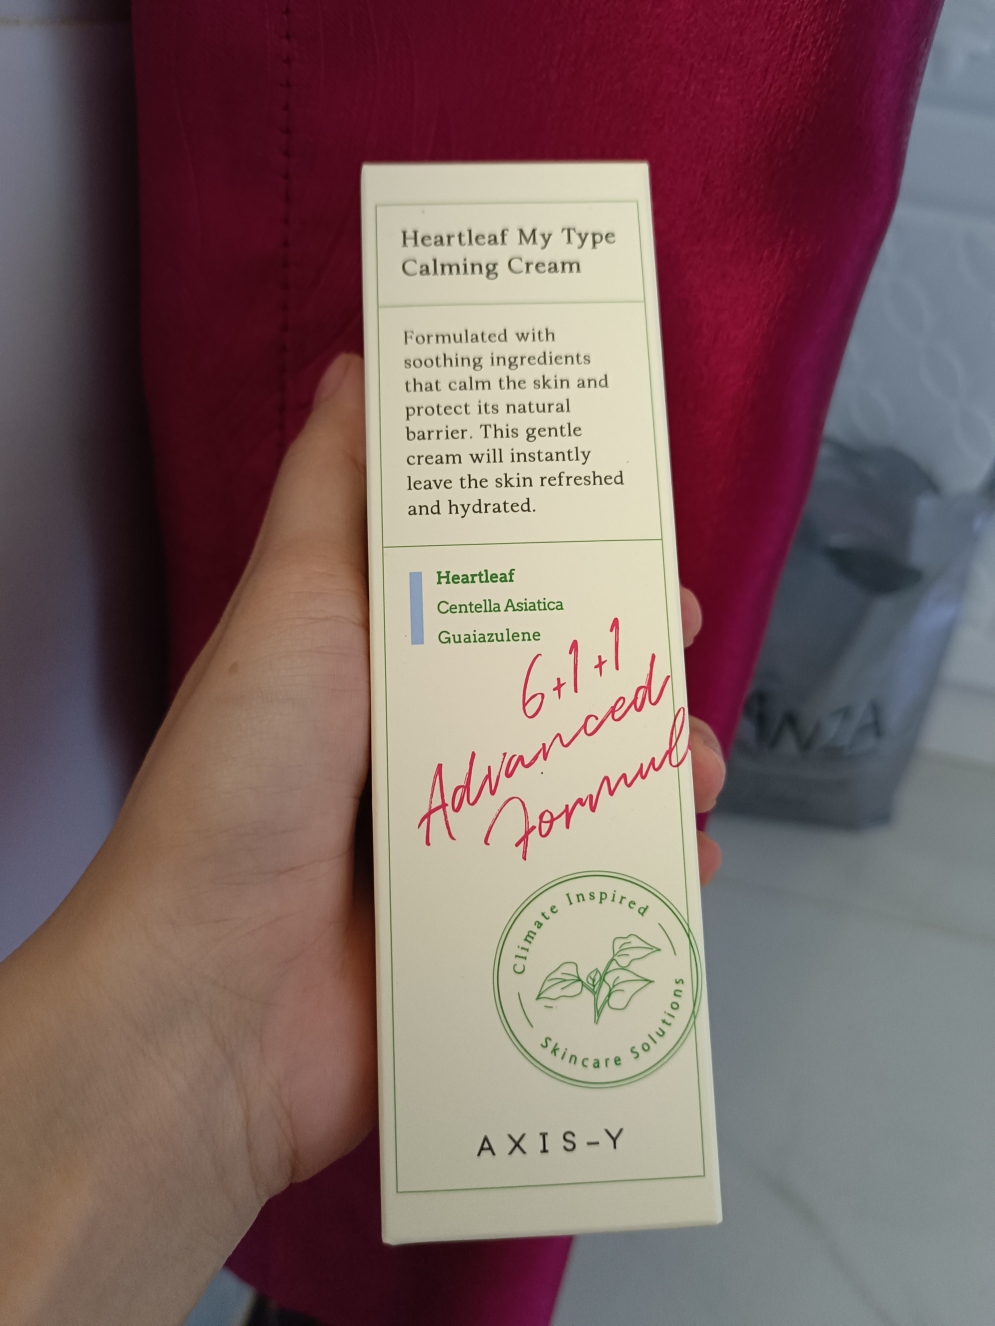 Heartleaf My Type
Calming Cream
Formulated with
soothing ingredients
that calm the skin and
protect its natural
barrier. This gentle
cream will instantly
leave the skin refreshed
and hydrated.
Heartleaf
Centella Asiatica
Guaiazulene
6+1+1
Advanced
Formul
Climate Inspired
Skincare Solutions
AXIS-Y
ANZA